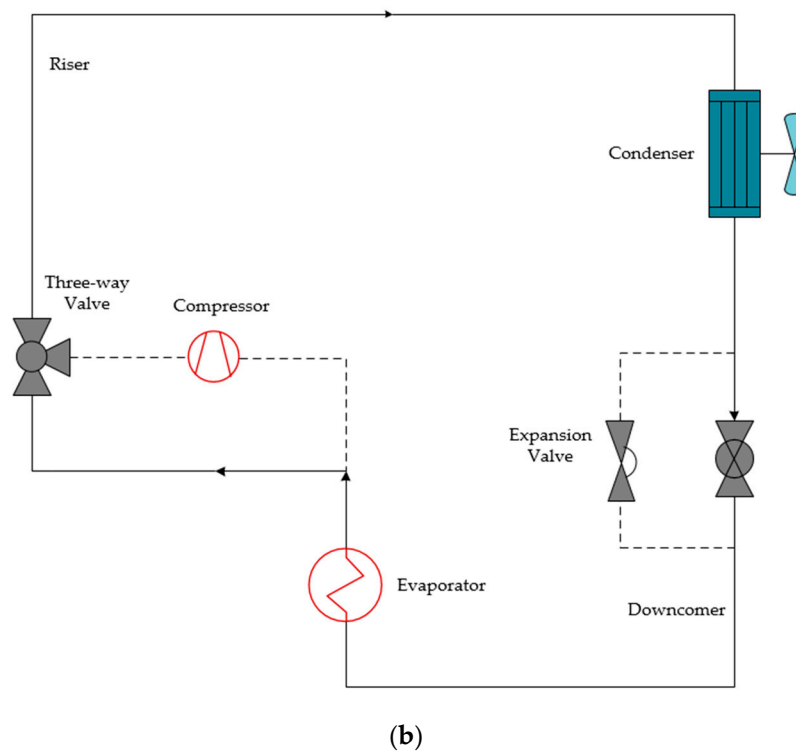 Riser
Condenser
Three-way
Valve
Compressor
Expansion
Valve
Evaporator
Downcomer
(b)